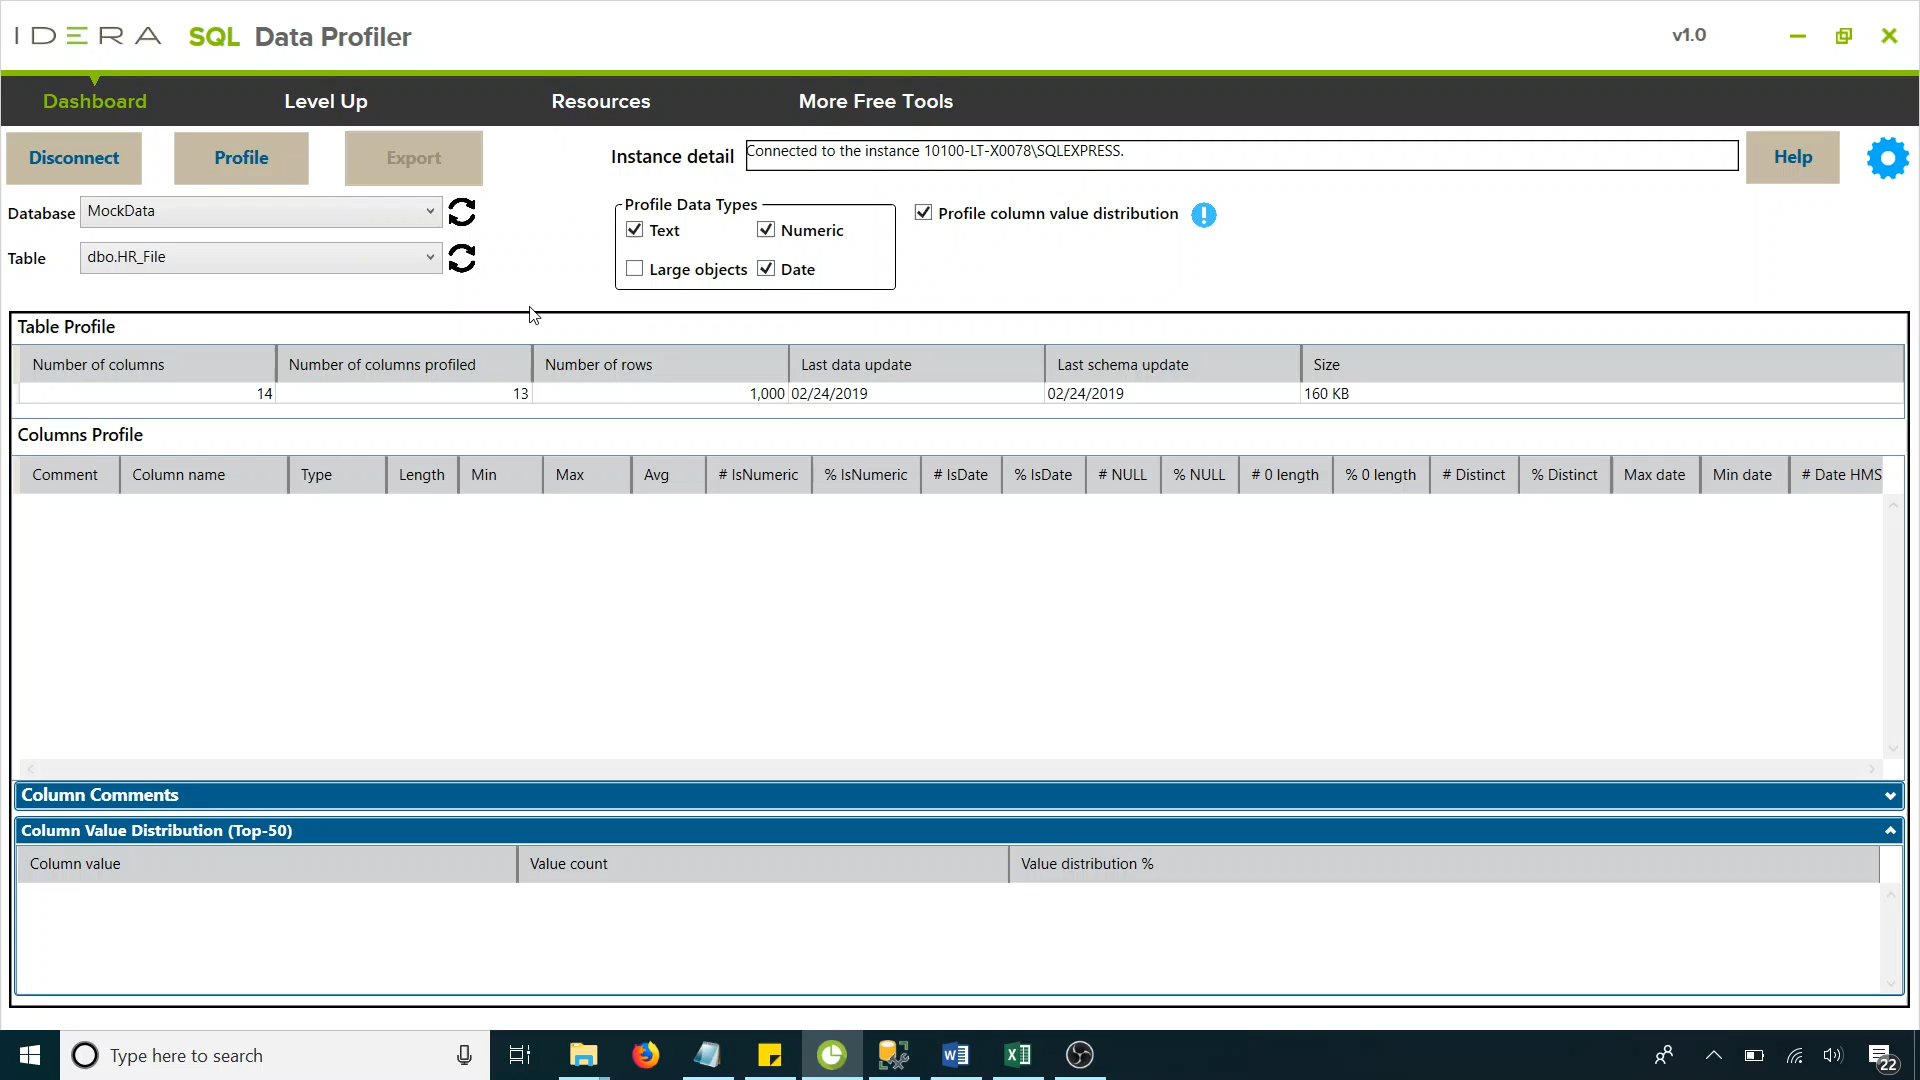 IDERA SQL Data Profiler
v1.0
Dashboard
Level Up
Resources
More Free Tools
Disconnect
Profile
Export
Instance detail
Connected to the instance 10100-LT-X0078\SQLEXPRESS.
Help
Database
MockData
Table
dbo.HR_File
Profile Data Types
Text
Numeric
Large objects
Date
Profile column value distribution
Table Profile
Number of columns
Number of columns profiled
Number of rows
Last data update
Last schema update
Size
14
13
1,000
02/24/2019
02/24/2019
160 KB
Columns Profile
Comment
Column name
Type
Length
Min
Max
Avg
# IsNumeric
% IsNumeric
# IsDate
% IsDate
# NULL
% NULL
# 0 length
% 0 length
# Distinct
% Distinct
Max date
Min date
# Date HMS
Column Comments
Column Value Distribution (Top-50)
Column value
Value count
Value distribution %
Type here to search
22